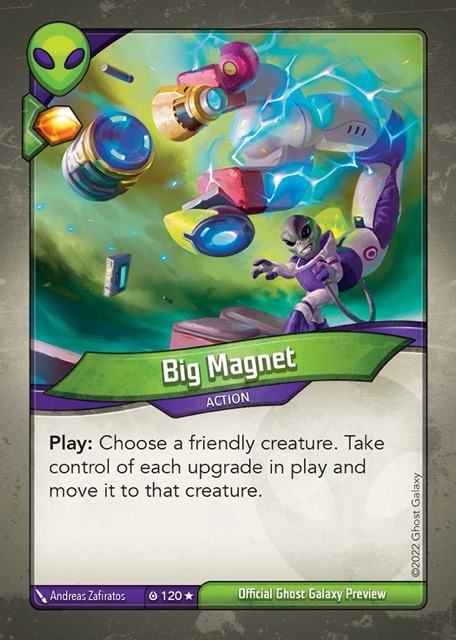 Big Magnet
ACTION
Play: Choose a friendly creature. Take
control of each upgrade in play and
move it to that creature.
©2022 Ghost Galaxy
Andreas Zafiratos
120★
Official Ghost Galaxy Preview